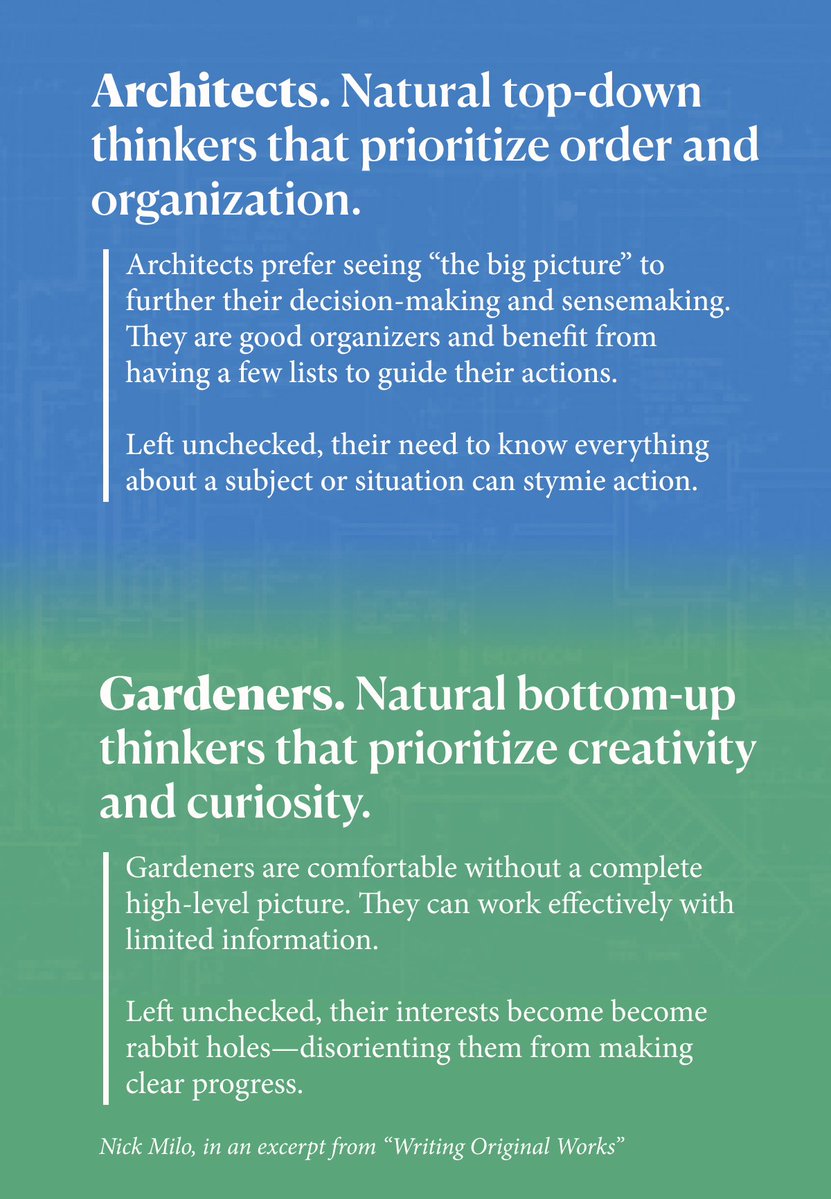 Architects. Natural top-down
thinkers that prioritize order and
organization.
Architects prefer seeing “the big picture” to
further their decision-making and sensemaking.
They are good organizers and benefit from
having a few lists to guide their actions.
Left unchecked, their need to know everything
about a subject or situation can stymie action.
Gardeners. Natural bottom-up
thinkers that prioritize creativity
and curiosity.
Gardeners are comfortable without a complete
high-level picture. They can work effectively with
limited information.
Left unchecked, their interests become become
rabbit holes—disorienting them from making
clear progress.
Nick Milo, in an excerpt from “Writing Original Works”